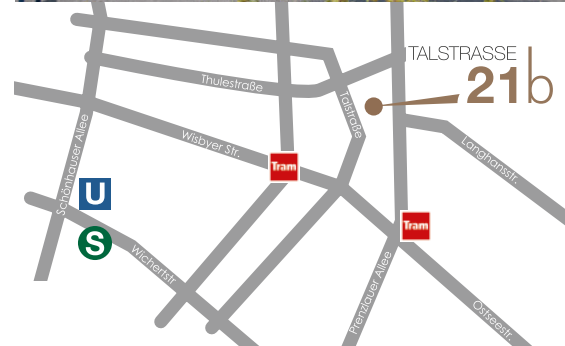 TALSTRASSE
21b
Thulestraße
Talstraße
Schönhauser Allee
Wisbyer Str.
Langhansstr.
Tram
U
Tram
S
Wichertstr
Prenzlauer Allee
Ostseestr.